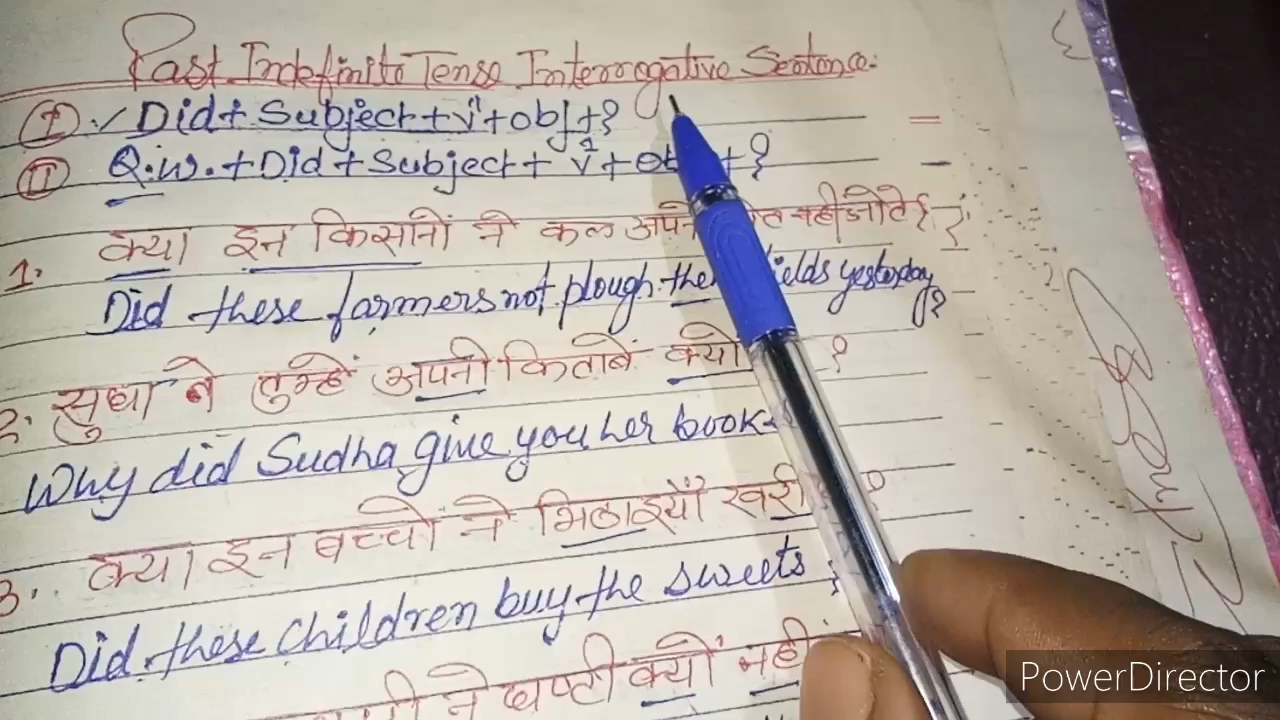 Past Indefinite Tense Interrogative Sentence.
I Did + Subject + V¹ + obj + ?
II Q.w. + Did + Subject + V¹ + + ?
1. क्या इन किसानों ने कल अपने नहीं जोते ?
Did these farmers not plough yesterday ?
2. सुधा ने तुम्हें अपनी किताबें क्यों ?
Why did Sudha give you her books
3. क्या इन बच्चों ने मिठाइयाँ ?
Did these children buy the sweets ?
ने घण्टी क्यों नहीं
PowerDirector